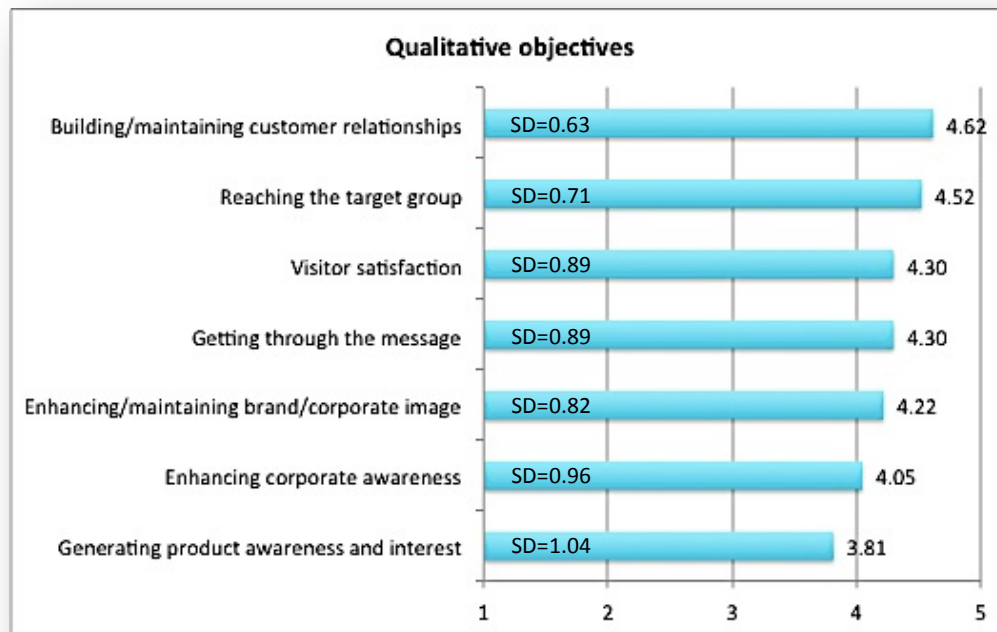 Qualitative objectives
Building/maintaining customer relationships SD=0.63 4.62
Reaching the target group SD=0.71 4.52
Visitor satisfaction SD=0.89 4.30
Getting through the message SD=0.89 4.30
Enhancing/maintaining brand/corporate image SD=0.82 4.22
Enhancing corporate awareness SD=0.96 4.05
Generating product awareness and interest SD=1.04 3.81
1 2 3 4 5